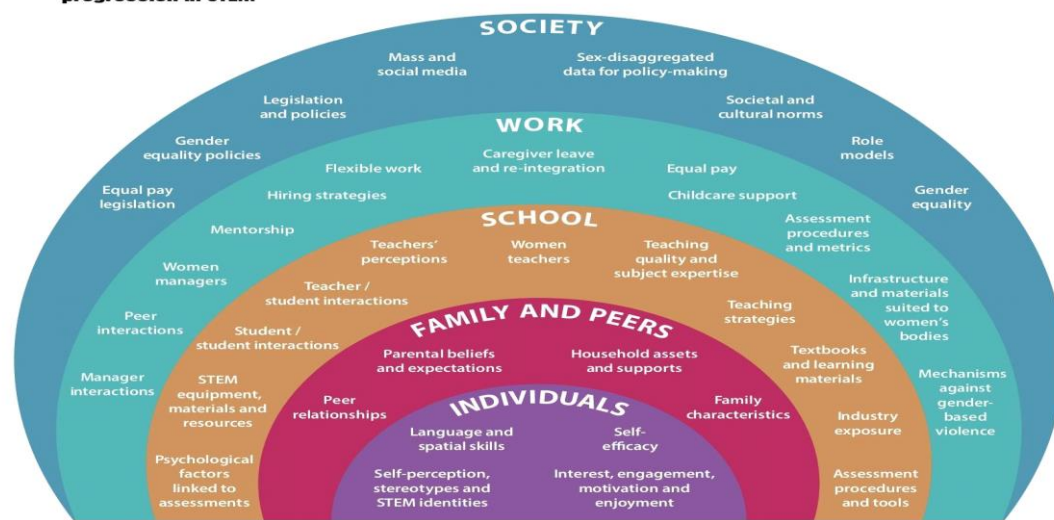 progression in STEM
SOCIETY
Mass and
social media
Sex-disaggregated
data for policy-making
Legislation
and policies
Societal and
cultural norms
Gender
equality policies
Role
models
Equal pay
legislation
Gender
equality
WORK
Caregiver leave
and re-integration
Flexible work
Equal pay
Hiring strategies
Childcare support
Mentorship
Assessment
procedures
and metrics
Women
managers
Infrastructure
and materials
suited to
women's
bodies
Peer
interactions
Manager
interactions
Mechanisms
against
gender-
based
violence
SCHOOL
Teachers'
perceptions
Women
teachers
Teaching
quality and
subject expertise
Teacher /
student interactions
Teaching
strategies
Student /
student interactions
Textbooks
and learning
materials
STEM
equipment,
materials and
resources
Industry
exposure
Psychological
factors
linked to
assessments
Assessment
procedures
and tools
FAMILY AND PEERS
Parental beliefs
and expectations
Household assets
and supports
Peer
relationships
Family
characteristics
INDIVIDUALS
Language and
spatial skills
Self-
efficacy
Self-perception,
stereotypes and
STEM identities
Interest, engagement,
motivation and
enjoyment